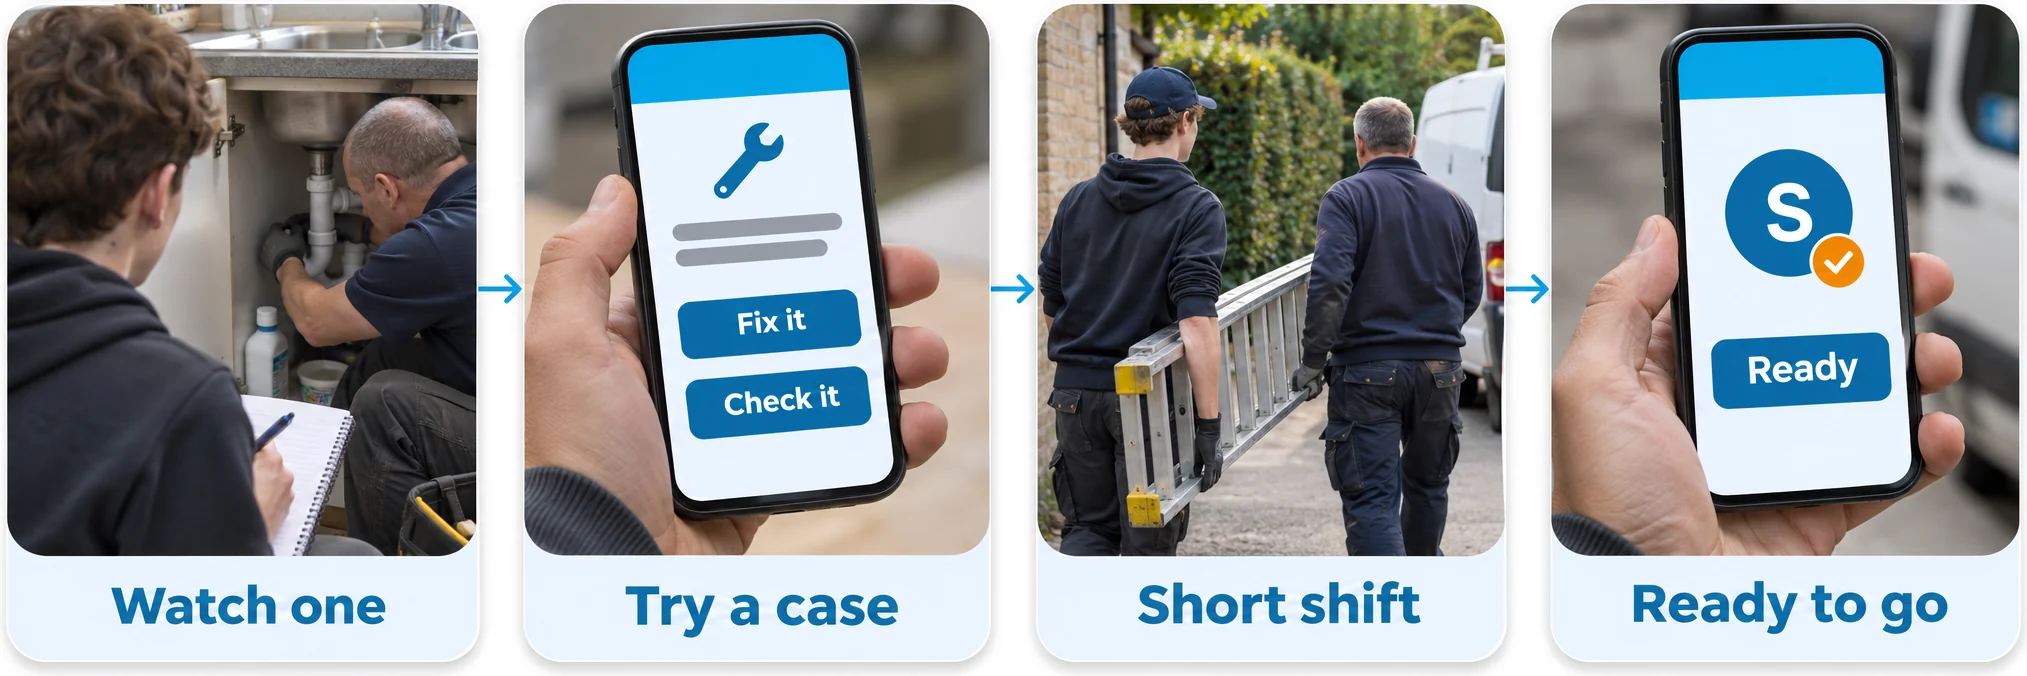 Fix it
Check it
S
Ready
Watch one
Try a case
Short shift
Ready to go